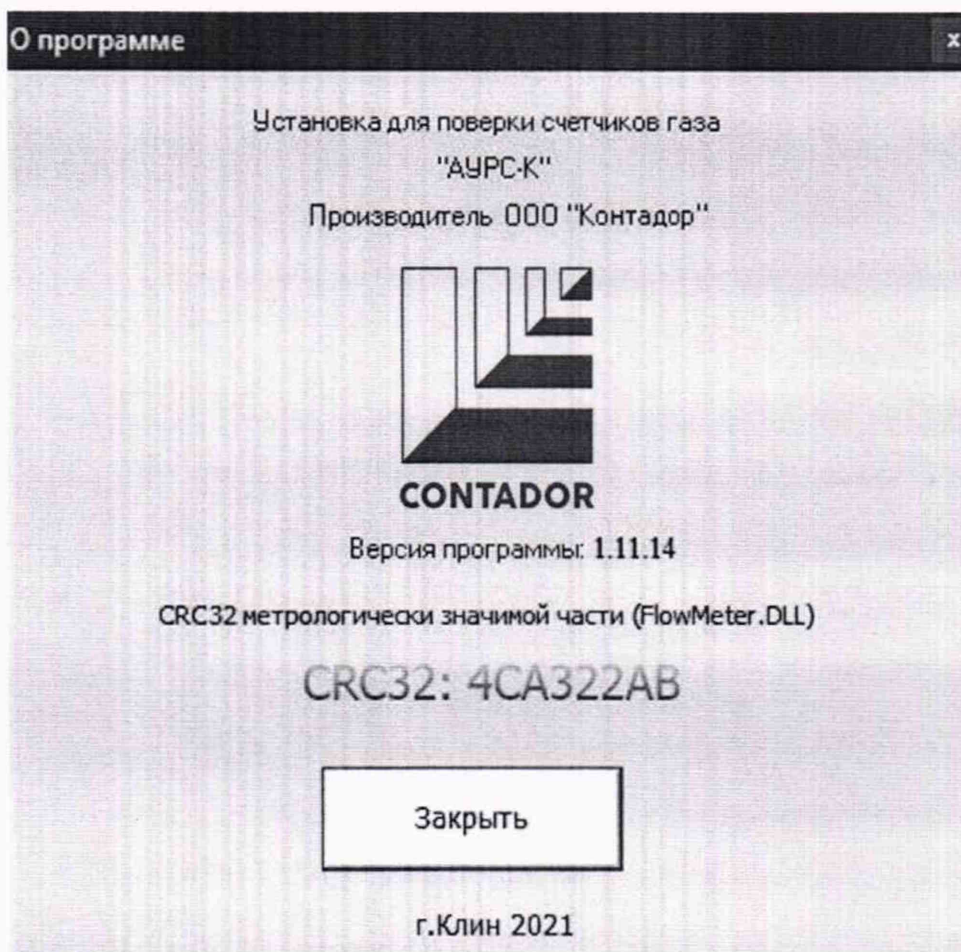 О программе x
Установка для поверки счетчиков газа
"АУРС-К"
Производитель ООО "Контадор"
CONTADOR
Версия программы: 1.11.14
CRC32 метрологически значимой части (FlowMeter.DLL)
CRC32: 4CA322AB
Закрыть
г.Клин 2021